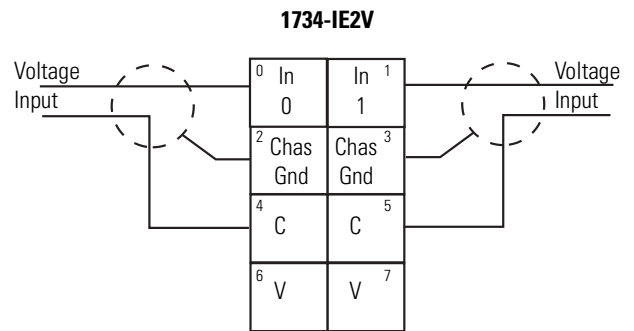 1734-IE2V
Voltage
Input
0 In 0
In 1 1
Voltage
Input
2 Chas Gnd
Chas 3 Gnd
4 C
C 5
6 V
V 7